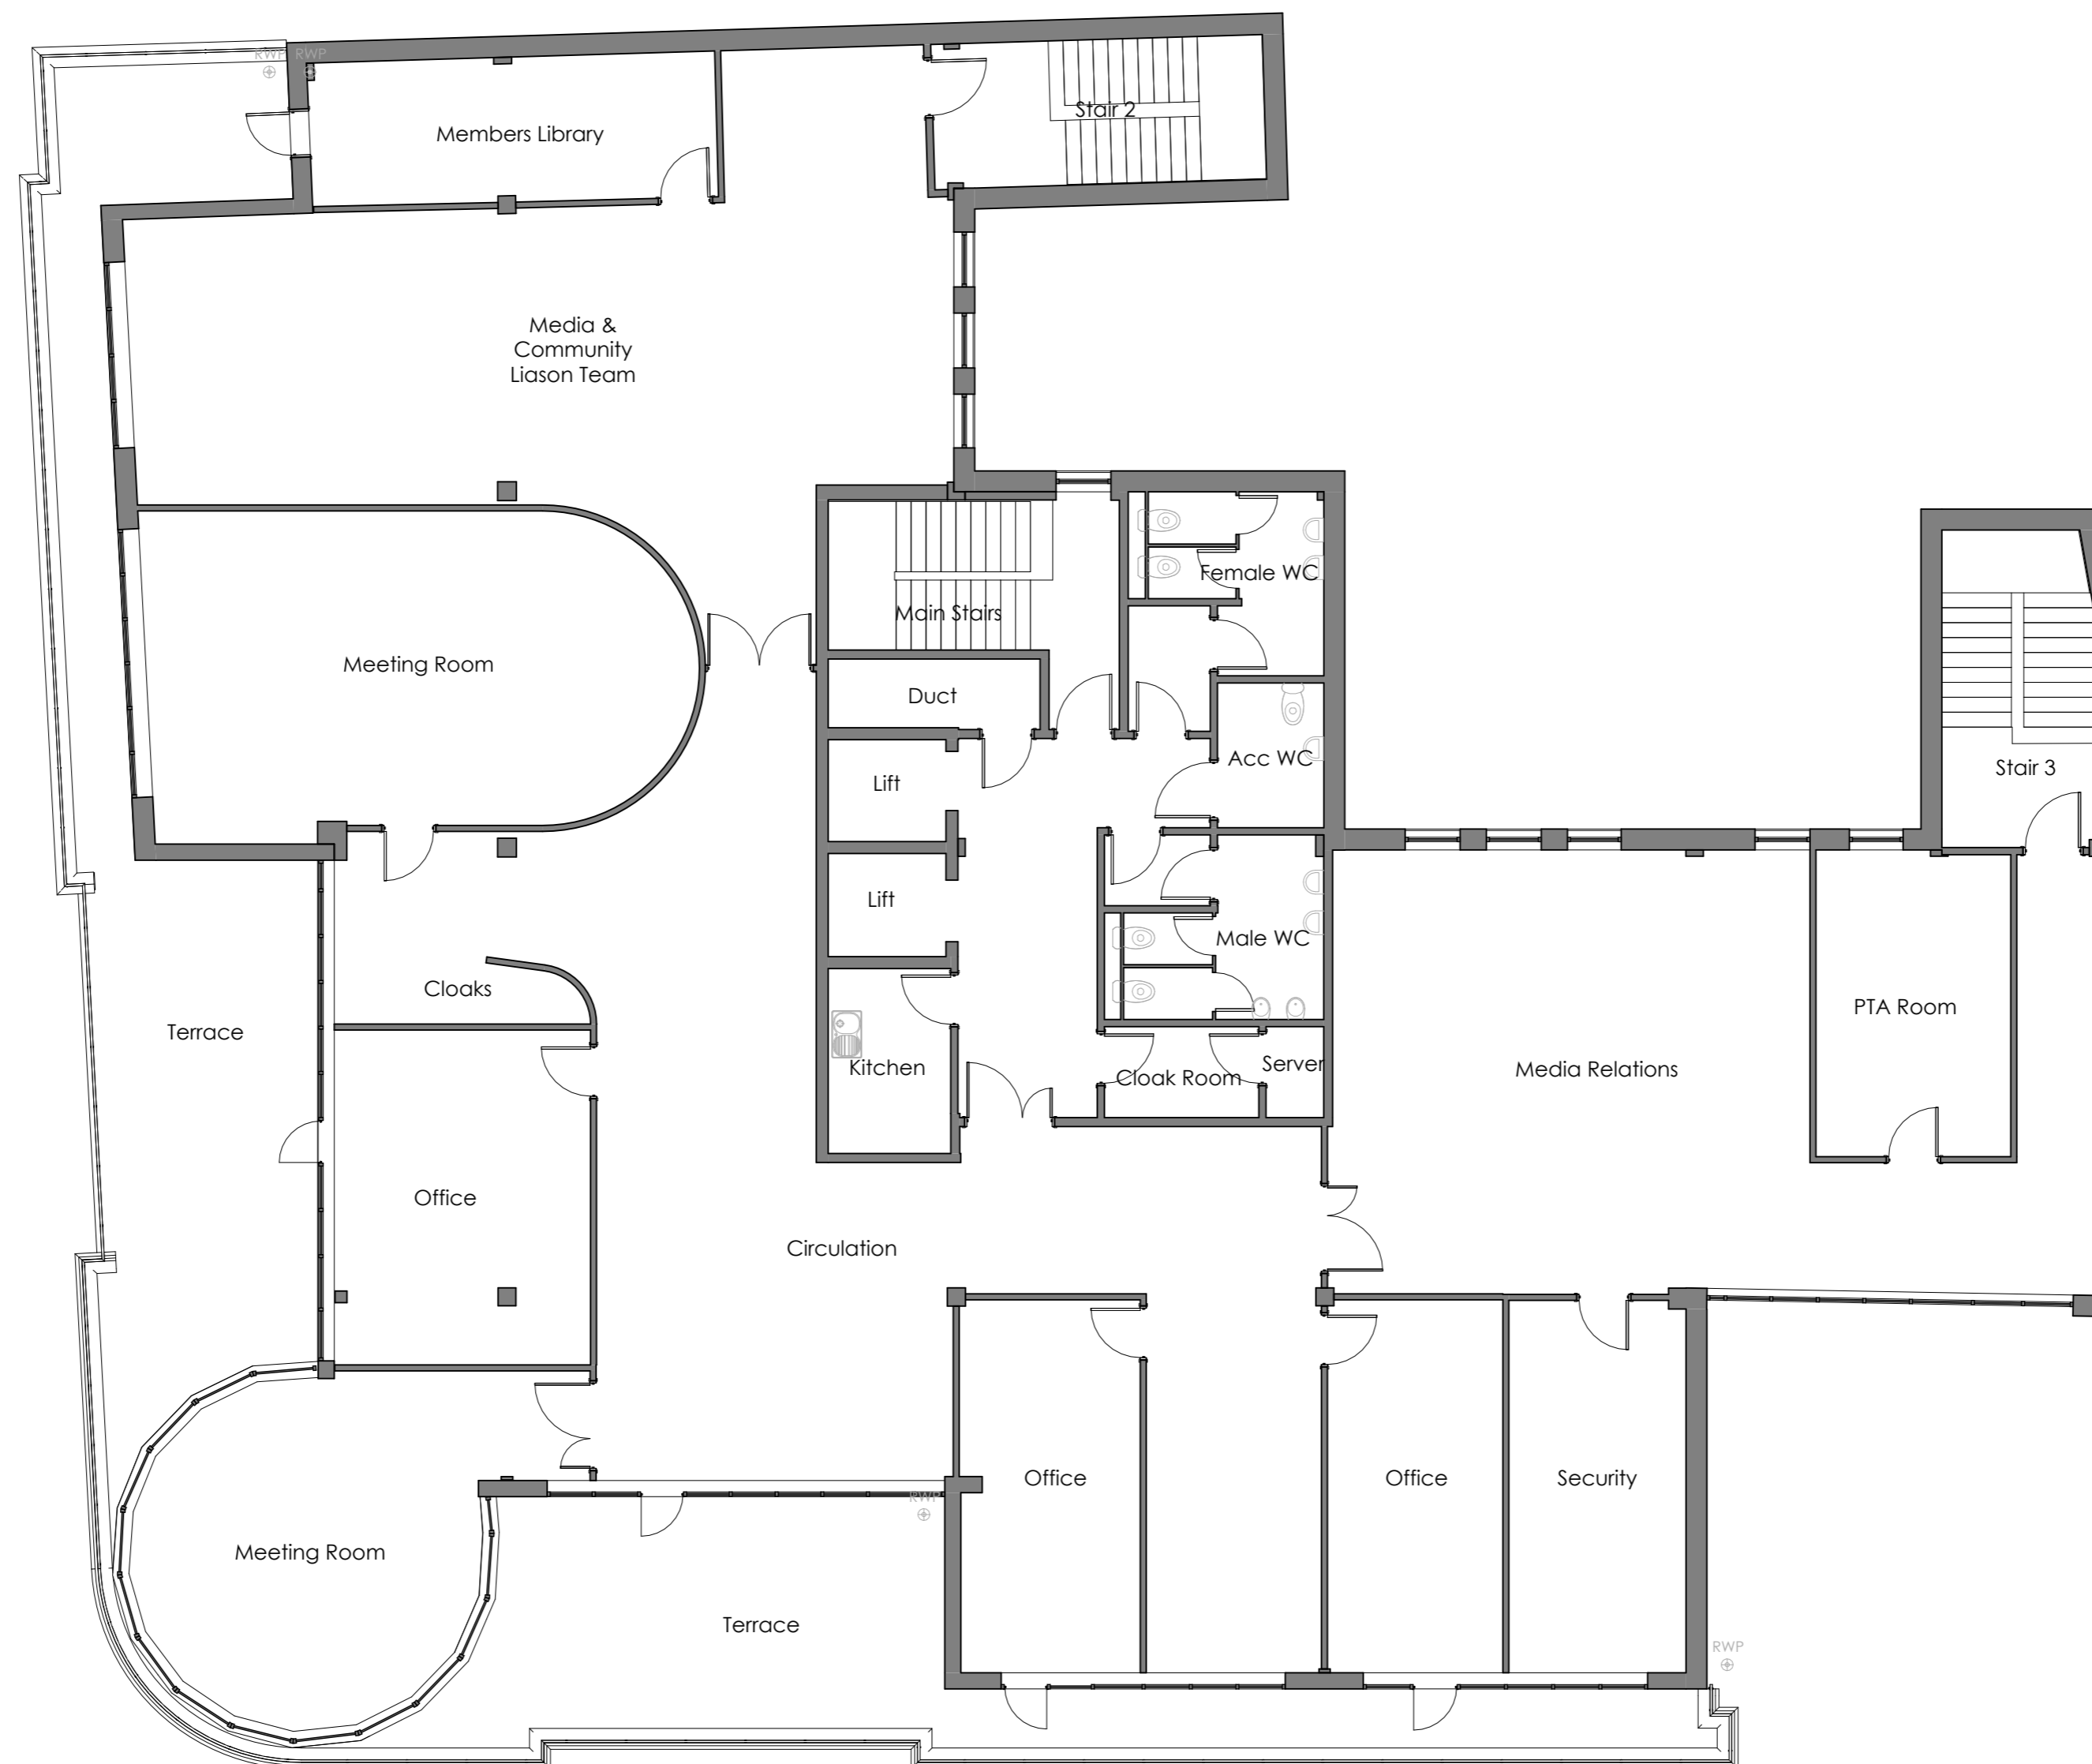 RWP RWP
Stair 2
Members Library
Media &
Community
Liason Team
Female WC
Main Stairs
Meeting Room
Duct
Acc WC
Stair 3
Lift
Lift
Male WC
Cloaks
PTA Room
Terrace
Kitchen
Cloak Room
Server
Media Relations
Office
Circulation
Office
Office
Security
RWP
Meeting Room
Terrace
RWP